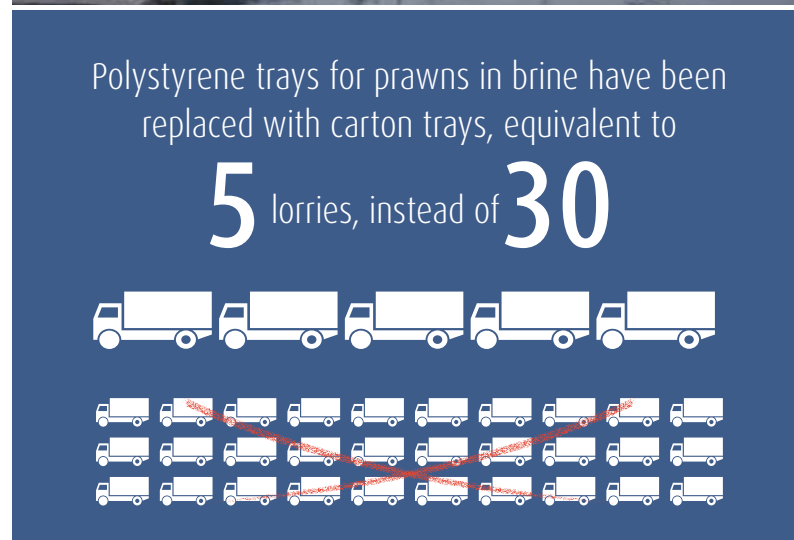 Polystyrene trays for prawns in brine have been
replaced with carton trays, equivalent to
5 lorries, instead of 30